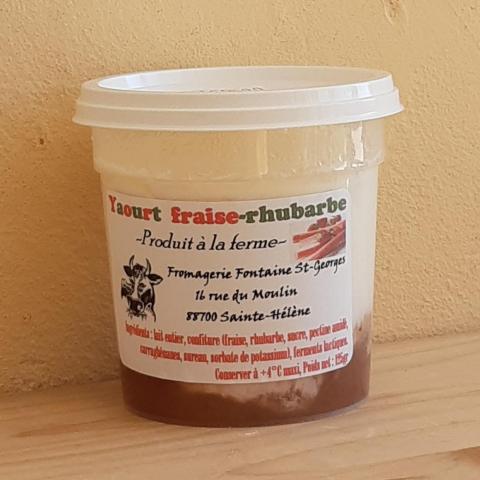 Yaourt fraise-rhubarbe
~Produit à la ferme~
Fromagerie Fontaine St-Georges
16 rue du Moulin
88700 Sainte-Hélène
Ingrédients : lait entier, confiture (fraise, rhubarbe, sucre, pectine amidé,
carraghénanes, sureau, sorbate de potassium), ferments lactiques.
Conserver à +4°C maxi, Poids net : 125gr